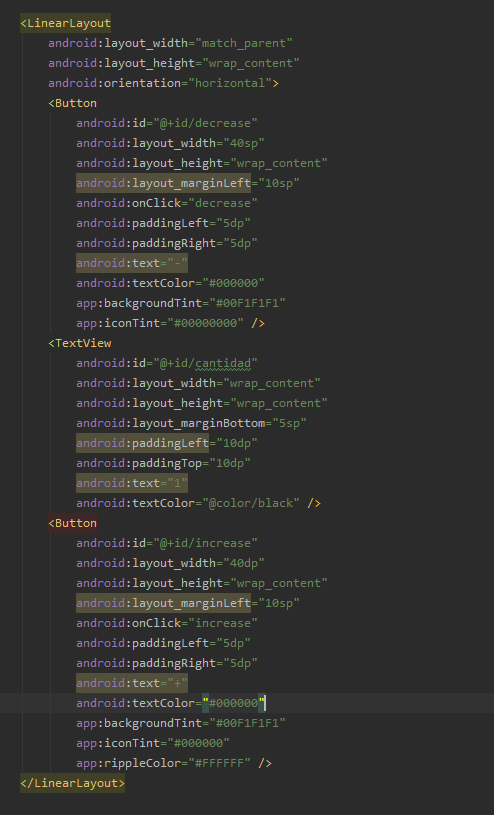 <LinearLayout
android:layout_width="match_parent"
android:layout_height="wrap_content"
android:orientation="horizontal">
<Button
android:id="@+id/decrease"
android:layout_width="40sp"
android:layout_height="wrap_content"
android:layout_marginLeft="10sp"
android:onClick="decrease"
android:paddingLeft="5dp"
android:paddingRight="5dp"
android:text="-"
android:textColor="#000000"
app:backgroundTint="#00F1F1F1"
app:iconTint="#00000000" />
<TextView
android:id="@+id/cantidad"
android:layout_width="wrap_content"
android:layout_height="wrap_content"
android:layout_marginBottom="5sp"
android:paddingLeft="10dp"
android:paddingTop="10dp"
android:text="1"
android:textColor="@color/black" />
<Button
android:id="@+id/increase"
android:layout_width="40dp"
android:layout_height="wrap_content"
android:layout_marginLeft="10sp"
android:onClick="increase"
android:paddingLeft="5dp"
android:paddingRight="5dp"
android:text="+"
android:textColor="#000000"
app:backgroundTint="#00F1F1F1"
app:iconTint="#000000"
app:rippleColor="#FFFFFF" />
</LinearLayout>